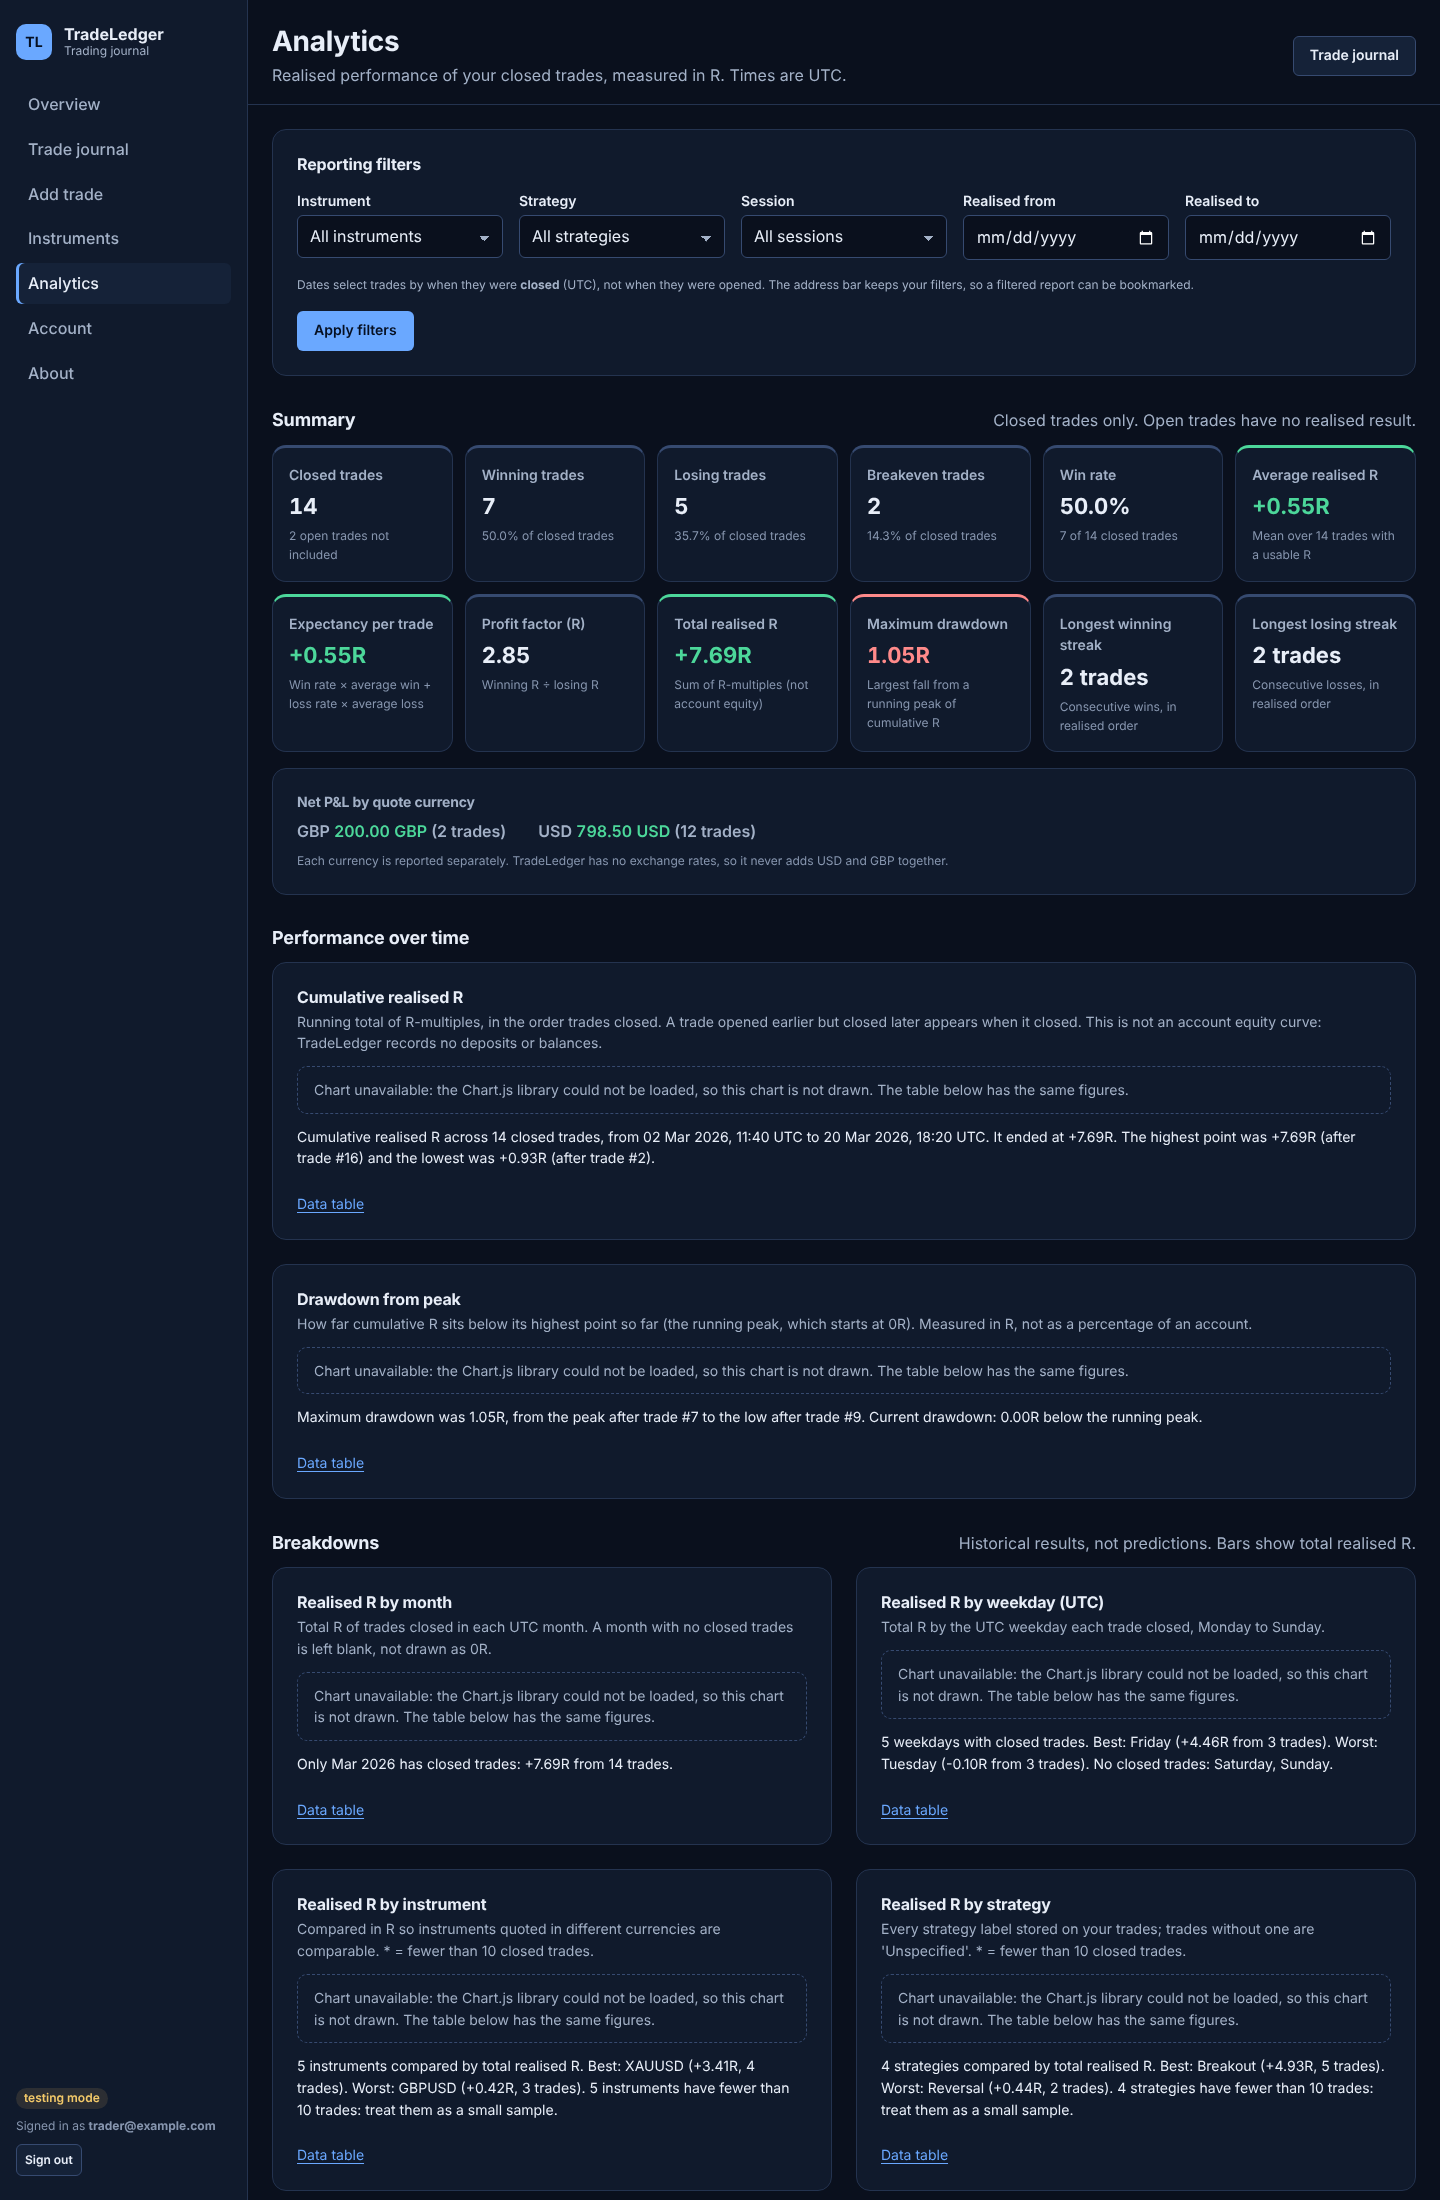 TL
TradeLedger
Trading journal
Overview
Trade journal
Add trade
Instruments
Analytics
Account
About
testing mode
Signed in as trader@example.com
Sign out
Analytics
Realised performance of your closed trades, measured in R. Times are UTC.
Trade journal
Reporting filters
Instrument
All instruments
Strategy
All strategies
Session
All sessions
Realised from
mm/dd/yyyy
Realised to
mm/dd/yyyy
Dates select trades by when they were closed (UTC), not when they were opened. The address bar keeps your filters, so a filtered report can be bookmarked.
Apply filters
Summary
Closed trades only. Open trades have no realised result.
Closed trades
14
2 open trades not
included
Winning trades
7
50.0% of closed trades
Losing trades
5
35.7% of closed trades
Breakeven trades
2
14.3% of closed trades
Win rate
50.0%
7 of 14 closed trades
Average realised R
+0.55R
Mean over 14 trades with
a usable R
Expectancy per trade
+0.55R
Win rate × average win +
loss rate × average loss
Profit factor (R)
2.85
Winning R ÷ losing R
Total realised R
+7.69R
Sum of R-multiples (not
account equity)
Maximum drawdown
1.05R
Largest fall from a
running peak of
cumulative R
Longest winning
streak
2 trades
Consecutive wins, in
realised order
Longest losing streak
2 trades
Consecutive losses, in
realised order
Net P&L by quote currency
GBP 200.00 GBP (2 trades) USD 798.50 USD (12 trades)
Each currency is reported separately. TradeLedger has no exchange rates, so it never adds USD and GBP together.
Performance over time
Cumulative realised R
Running total of R-multiples, in the order trades closed. A trade opened earlier but closed later appears when it closed. This is not an account equity curve:
TradeLedger records no deposits or balances.
Chart unavailable: the Chart.js library could not be loaded, so this chart is not drawn. The table below has the same figures.
Cumulative realised R across 14 closed trades, from 02 Mar 2026, 11:40 UTC to 20 Mar 2026, 18:20 UTC. It ended at +7.69R. The highest point was +7.69R (after
trade #16) and the lowest was +0.93R (after trade #2).
Data table
Drawdown from peak
How far cumulative R sits below its highest point so far (the running peak, which starts at 0R). Measured in R, not as a percentage of an account.
Chart unavailable: the Chart.js library could not be loaded, so this chart is not drawn. The table below has the same figures.
Maximum drawdown was 1.05R, from the peak after trade #7 to the low after trade #9. Current drawdown: 0.00R below the running peak.
Data table
Breakdowns
Historical results, not predictions. Bars show total realised R.
Realised R by month
Total R of trades closed in each UTC month. A month with no closed trades
is left blank, not drawn as 0R.
Chart unavailable: the Chart.js library could not be loaded, so this chart
is not drawn. The table below has the same figures.
Only Mar 2026 has closed trades: +7.69R from 14 trades.
Data table
Realised R by weekday (UTC)
Total R by the UTC weekday each trade closed, Monday to Sunday.
Chart unavailable: the Chart.js library could not be loaded, so this chart
is not drawn. The table below has the same figures.
5 weekdays with closed trades. Best: Friday (+4.46R from 3 trades). Worst:
Tuesday (-0.10R from 3 trades). No closed trades: Saturday, Sunday.
Data table
Realised R by instrument
Compared in R so instruments quoted in different currencies are
comparable. * = fewer than 10 closed trades.
Chart unavailable: the Chart.js library could not be loaded, so this chart
is not drawn. The table below has the same figures.
5 instruments compared by total realised R. Best: XAUUSD (+3.41R, 4
trades). Worst: GBPUSD (+0.42R, 3 trades). 5 instruments have fewer than
10 trades: treat them as a small sample.
Data table
Realised R by strategy
Every strategy label stored on your trades; trades without one are
'Unspecified'. * = fewer than 10 closed trades.
Chart unavailable: the Chart.js library could not be loaded, so this chart
is not drawn. The table below has the same figures.
4 strategies compared by total realised R. Best: Breakout (+4.93R, 5 trades).
Worst: Reversal (+0.44R, 2 trades). 4 strategies have fewer than 10 trades:
treat them as a small sample.
Data table